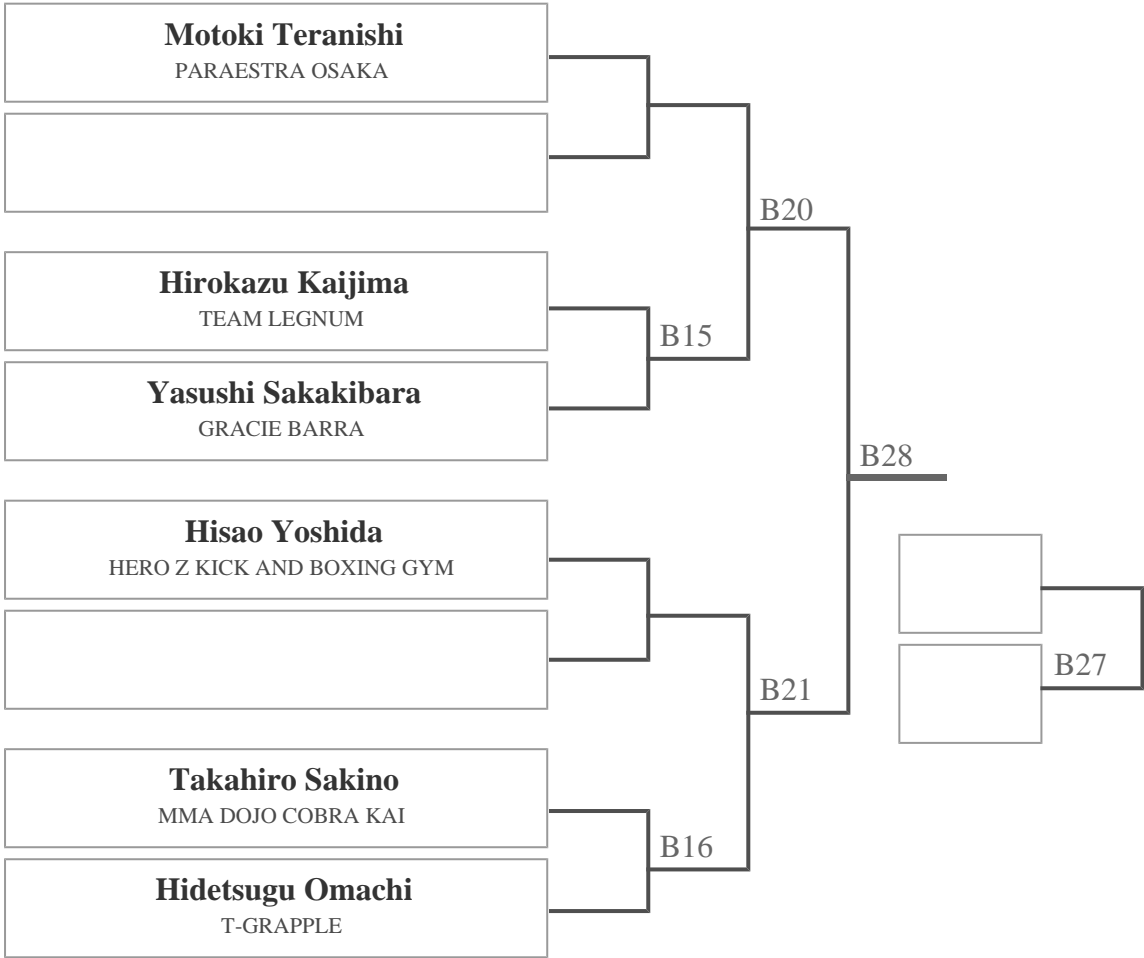 Motoki Teranishi
PARAESTRA OSAKA
B20
Hirokazu Kaijima
TEAM LEGNUM
B15
Yasushi Sakakibara
GRACIE BARRA
B28
Hisao Yoshida
HERO Z KICK AND BOXING GYM
B27
B21
Takahiro Sakino
MMA DOJO COBRA KAI
B16
Hidetsugu Omachi
T-GRAPPLE